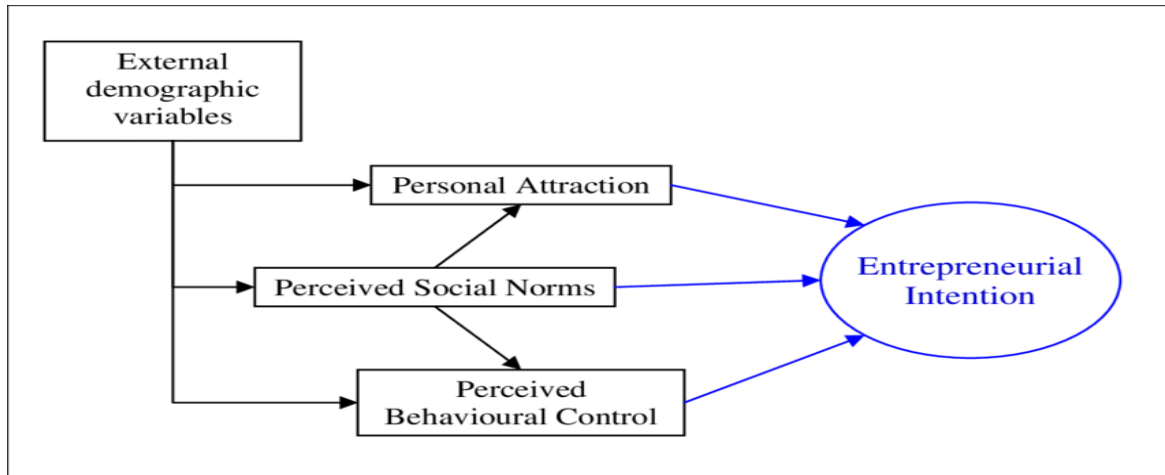 External
demographic
variables
Personal Attraction
Perceived Social Norms
Perceived
Behavioural Control
Entrepreneurial
Intention